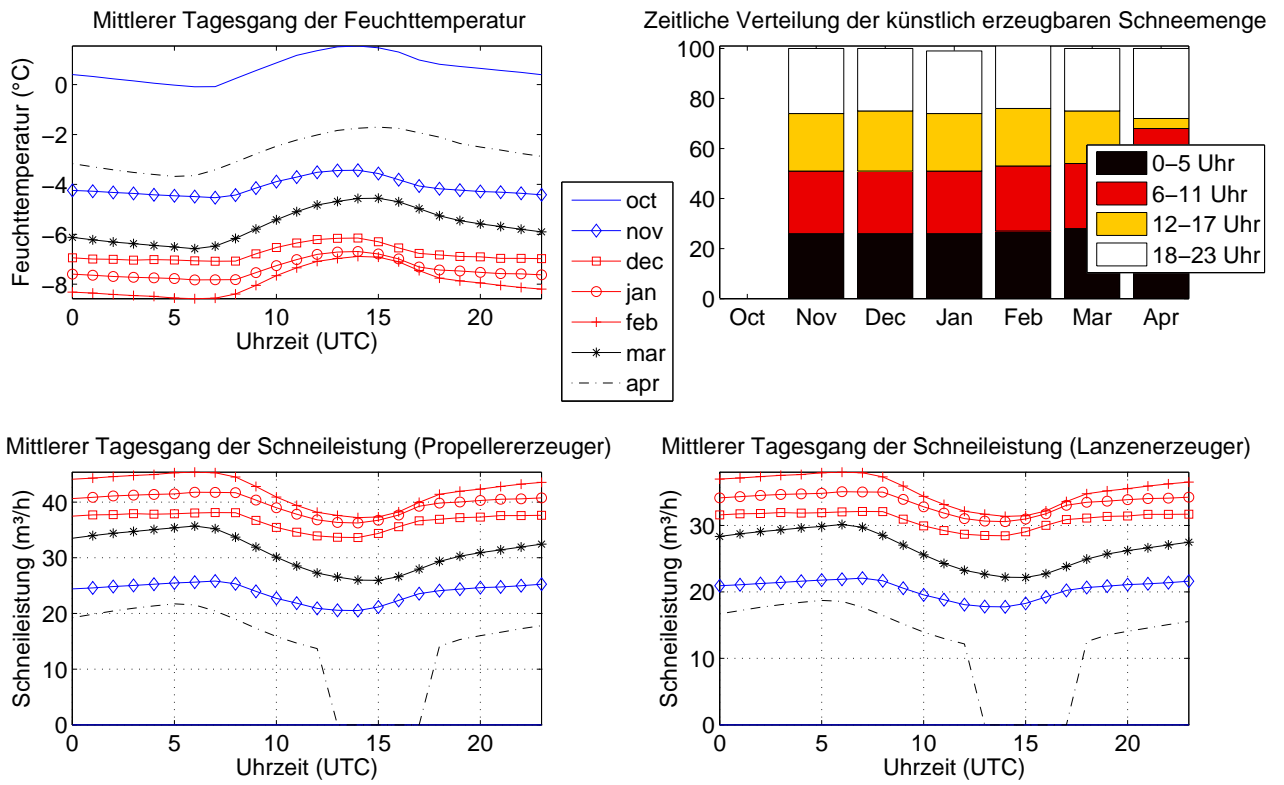 Mittlerer Tagesgang der Feuchttemperatur
Feuchttemperatur (°C)
0
−2
−4
−6
−8
0 5 10 15 20
Uhrzeit (UTC)
oct
nov
dec
jan
feb
mar
apr
Zeitliche Verteilung der künstlich erzeugbaren Schneemenge
100
80
60
40
20
0
Oct Nov Dec Jan Feb Mar Apr
0−5 Uhr
6−11 Uhr
12−17 Uhr
18−23 Uhr
Mittlerer Tagesgang der Schneileistung (Propellererzeuger)
Schneileistung (m³/h)
40
30
20
10
0
0 5 10 15 20
Uhrzeit (UTC)
Mittlerer Tagesgang der Schneileistung (Lanzenerzeuger)
Schneileistung (m³/h)
30
20
10
0
0 5 10 15 20
Uhrzeit (UTC)